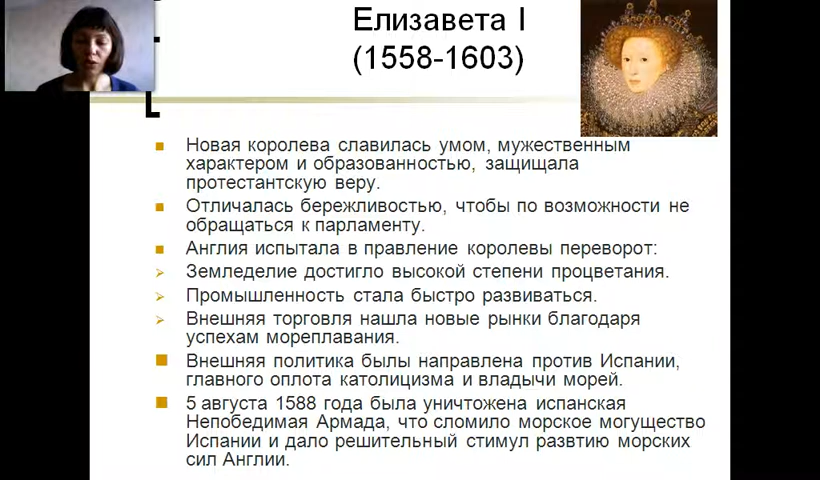 Елизавета I
(1558-1603)
Новая королева славилась умом, мужественным
характером и образованностью, защищала
протестантскую веру.
Отличалась бережливостью, чтобы по возможности не
обращаться к парламенту.
Англия испытала в правление королевы переворот:
Земледелие достигло высокой степени процветания.
Промышленность стала быстро развиваться.
Внешняя торговля нашла новые рынки благодаря
успехам мореплавания.
Внешняя политика былы направлена против Испании,
главного оплота католицизма и владычи морей.
5 августа 1588 года была уничтожена испанская
Непобедимая Армада, что сломило морское могущество
Испании и дало решительный стимул развтию морских
сил Англии.